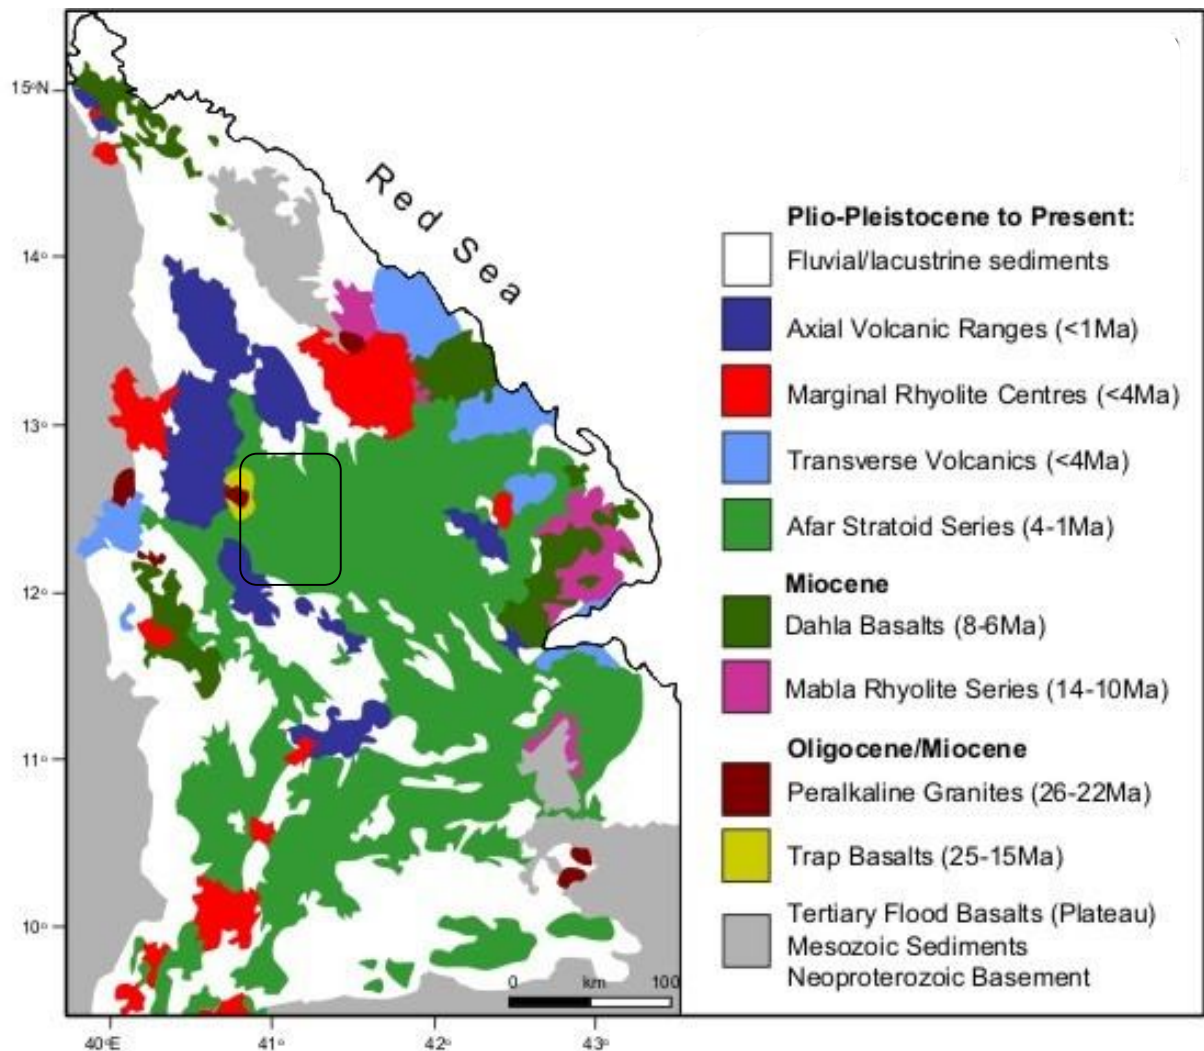 15°N
14°
13°
12°
11°
10°
40°E
41°
42°
43°
Red Sea
0 km 100
Plio-Pleistocene to Present:
Fluvial/lacustrine sediments
Axial Volcanic Ranges (<1Ma)
Marginal Rhyolite Centres (<4Ma)
Transverse Volcanics (<4Ma)
Afar Stratoid Series (4-1Ma)
Miocene
Dahla Basalts (8-6Ma)
Mabla Rhyolite Series (14-10Ma)
Oligocene/Miocene
Peralkaline Granites (26-22Ma)
Trap Basalts (25-15Ma)
Tertiary Flood Basalts (Plateau)
Mesozoic Sediments
Neoproterozoic Basement